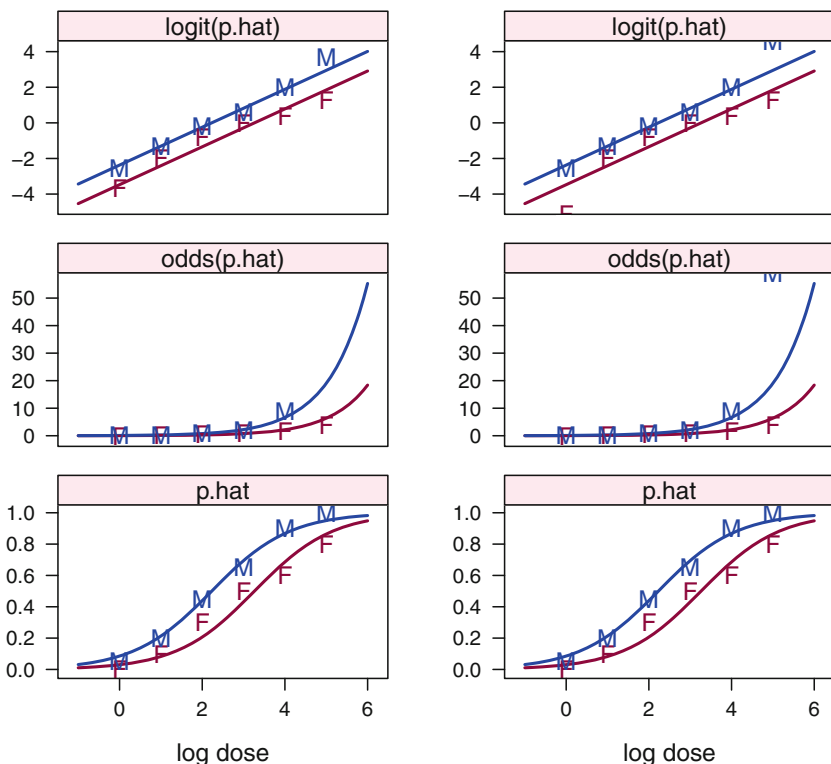 logit(p.hat) logit(p.hat)
4 4
2 2
0 0
−2 −2
−4 −4
M M M M M M
F F F F F F
M M M M M M
F F F F F F
odds(p.hat) odds(p.hat)
50 50
40 40
30 30
20 20
10 10
0 0
M M M M M
F F F F F F
M M M M M M
F F F F F F
p.hat p.hat
1.0 1.0
0.8 0.8
0.6 0.6
0.4 0.4
0.2 0.2
0.0 0.0
M M M M M M
F F F F F F
M M M M M M
F F F F F F
0 2 4 6 0 2 4 6
log dose log dose